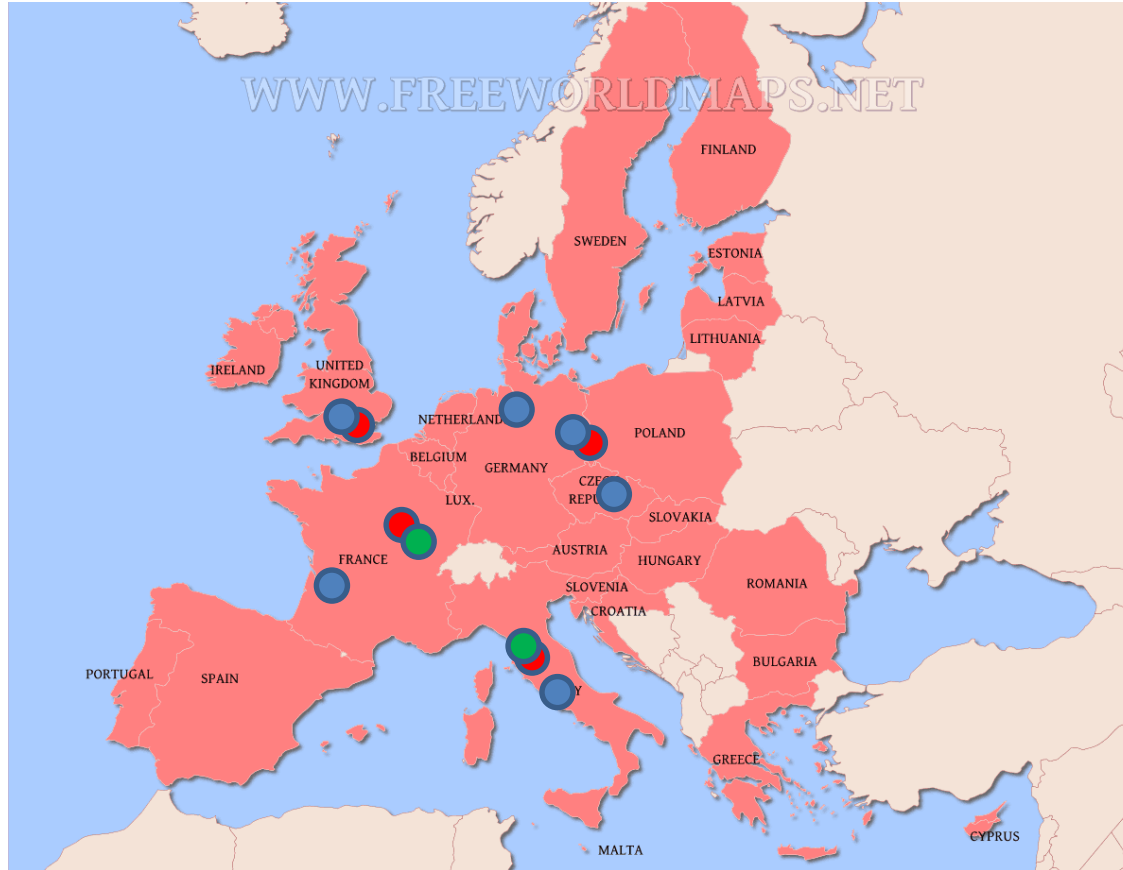 WWW.FREEWORLDMAPS.NET
FINLAND
SWEDEN
ESTONIA
LATVIA
LITHUANIA
IRELAND
UNITED
KINGDOM
NETHERLAND
POLAND
BELGIUM
GERMANY
LUX.
SLOVAKIA
AUSTRIA
HUNGARY
FRANCE
SLOVENIA
ROMANIA
CROATIA
BULGARIA
PORTUGAL
SPAIN
GREECE
CYPRUS
MALTA